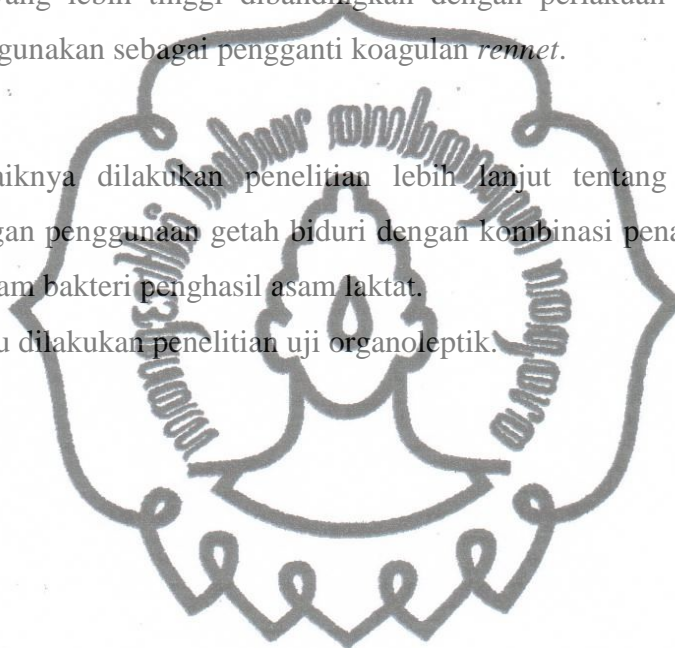 yang lebih tinggi dibandingkan dengan perlakuan
gunakan sebagai pengganti koagulan rennet.
aiknya dilakukan penelitian lebih lanjut tentang
gan penggunaan getah biduri dengan kombinasi pena
am bakteri penghasil asam laktat.
u dilakukan penelitian uji organoleptik.